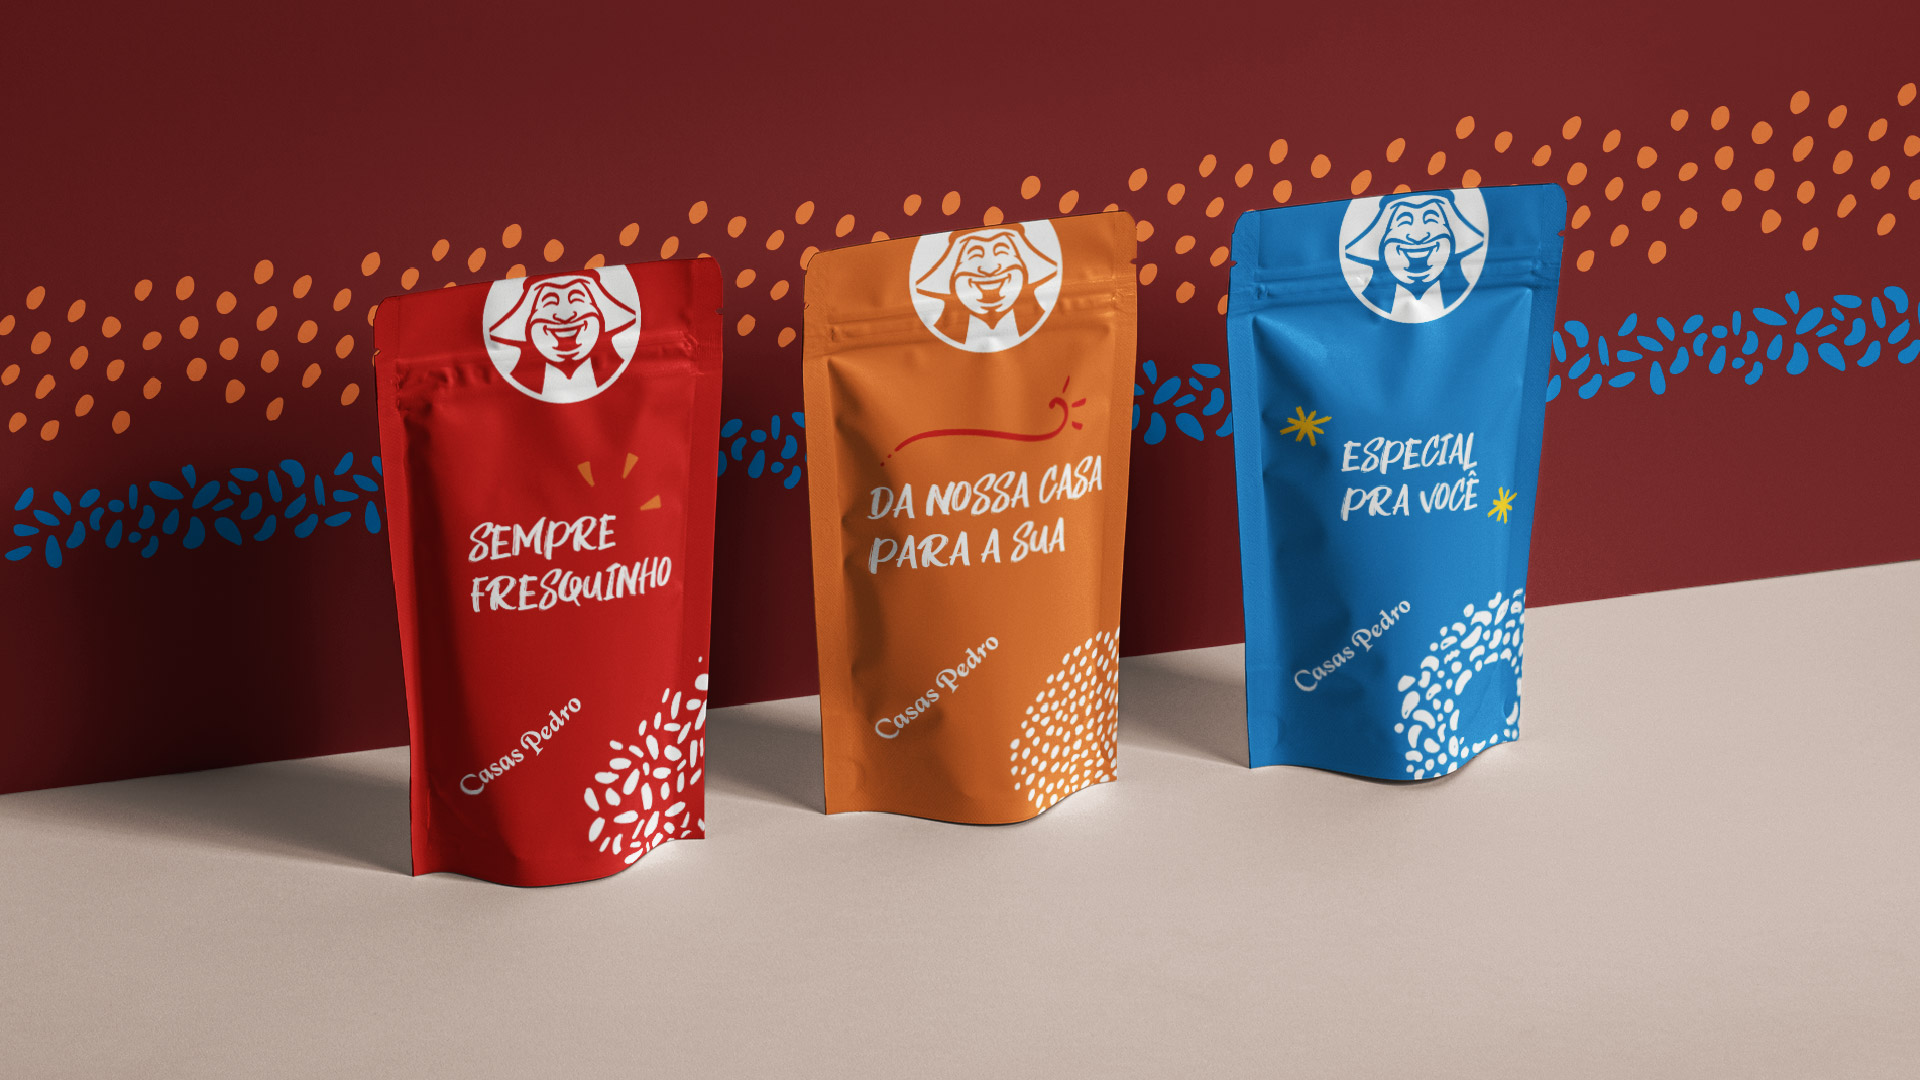 SEMPRE
FRESQUINHO
Casas Pedro
DA NOSSA CASA
PARA A SUA
Casas Pedro
ESPECIAL
PRA VOCÊ
Casas Pedro